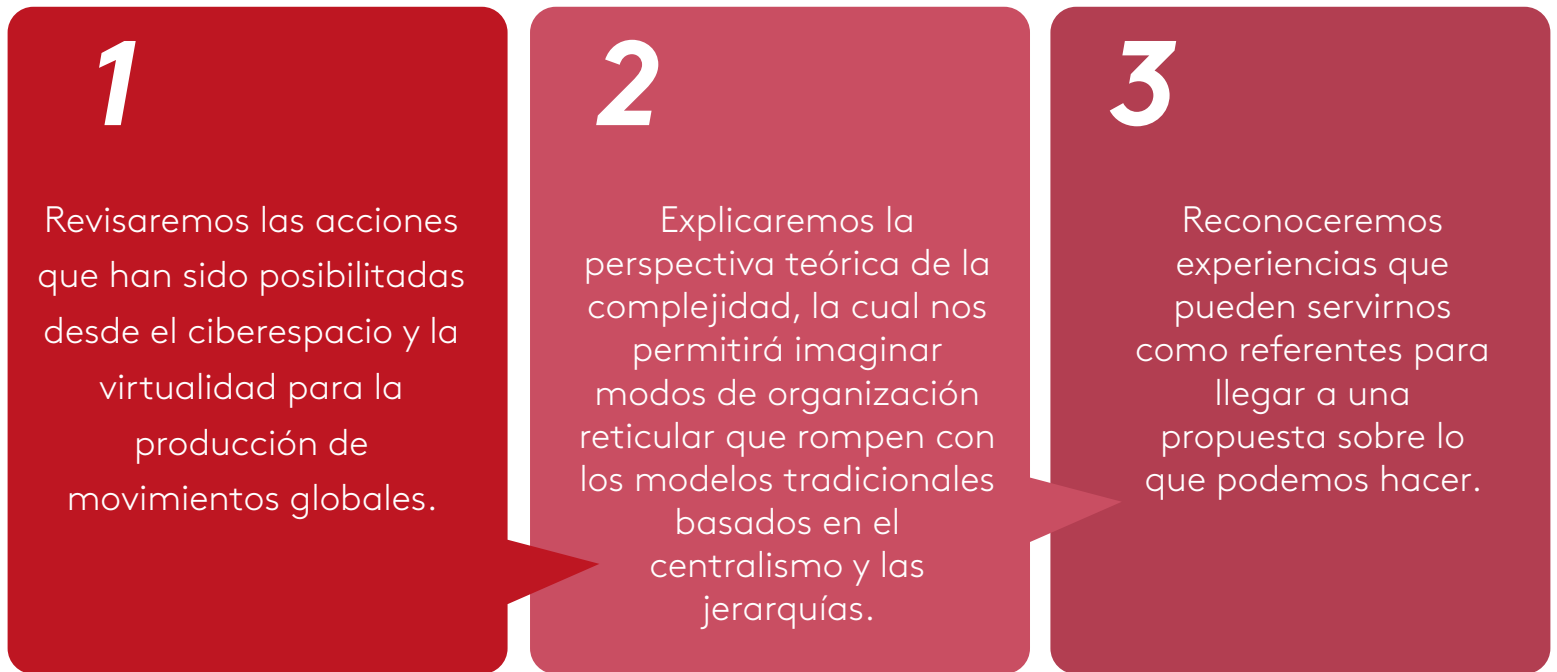 1
Revisaremos las acciones
que han sido posibilitadas
desde el ciberespacio y la
virtualidad para la
producción de
movimientos globales.
2
Explicaremos la
perspectiva teórica de la
complejidad, la cual nos
permitirá imaginar
modos de organización
reticular que rompen con
los modelos tradicionales
basados en el
centralismo y las
jerarquías.
3
Reconoceremos
experiencias que
pueden servirnos
como referentes para
llegar a una
propuesta sobre lo
que podemos hacer.